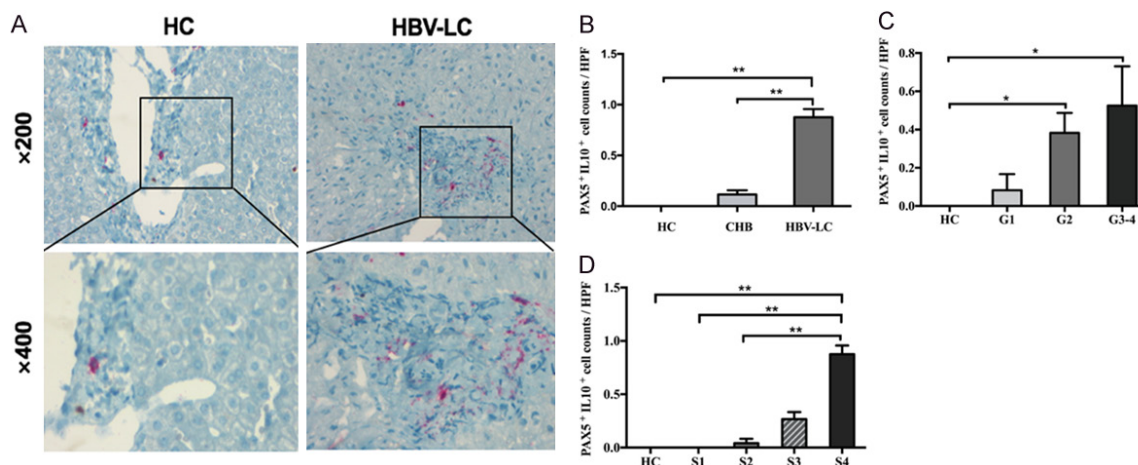 A
HC
HBV-LC
×200
×400
B
PAX5⁺IL10⁺ cell counts / HPF
1.5
1.0
0.5
0.0
**
**
HC CHB HBV-LC
C
PAX5⁺IL10⁺ cell counts / HPF
0.8
0.6
0.4
0.2
0.0
*
*
HC G1 G2 G3-4
D
PAX5⁺IL10⁺ cell counts / HPF
1.5
1.0
0.5
0.0
**
**
**
HC S1 S2 S3 S4